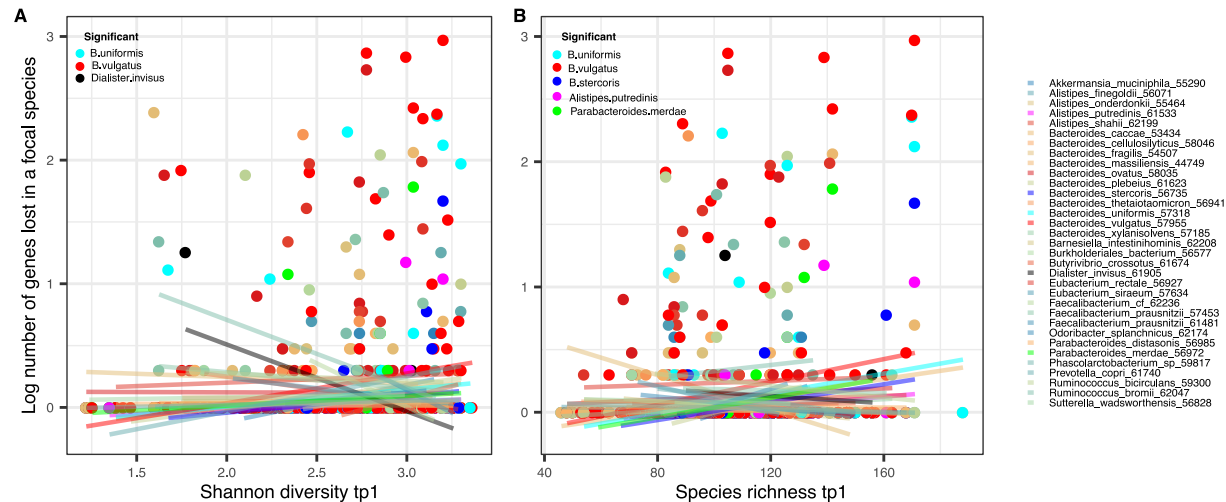 A
Significant
B.uniformis
B.vulgatus
Dialister.invisus
Log number of genes lost in a focal species
3
2
1
0
1.5
2.0
2.5
3.0
Shannon diversity tp1
B
Significant
B.uniformis
B.vulgatus
B.stercoris
Alistipes.putredinis
Parabacteroides.merdae
3
2
1
0
40
80
120
160
Species richness tp1
Akkermansia_muciniphila_55290
Alistipes_finegoldii_56071
Alistipes_onderdonkii_55464
Alistipes_putredinis_61533
Alistipes_shahii_62199
Bacteroides_caccae_53434
Bacteroides_cellulosilyticus_58046
Bacteroides_fragilis_54507
Bacteroides_massiliensis_44749
Bacteroides_ovatus_58035
Bacteroides_plebeius_61623
Bacteroides_stercoris_56735
Bacteroides_thetaiotaomicron_56941
Bacteroides_uniformis_57318
Bacteroides_vulgatus_57955
Bacteroides_xylanisolvens_57185
Barnesiella_intestinihominis_62208
Burkholderiales_bacterium_56577
Butyrivibrio_crossotus_61674
Dialister_invisus_61905
Eubacterium_rectale_56927
Eubacterium_siraeum_57634
Faecalibacterium_cf_62236
Faecalibacterium_prausnitzii_57453
Faecalibacterium_prausnitzii_61481
Odoribacter_splanchnicus_62174
Parabacteroides_distasonis_56985
Parabacteroides_merdae_56972
Phascolarctobacterium_sp_59817
Prevotella_copri_61740
Ruminococcus_bicirculans_59300
Ruminococcus_bromii_62047
Sutterella_wadsworthensis_56828